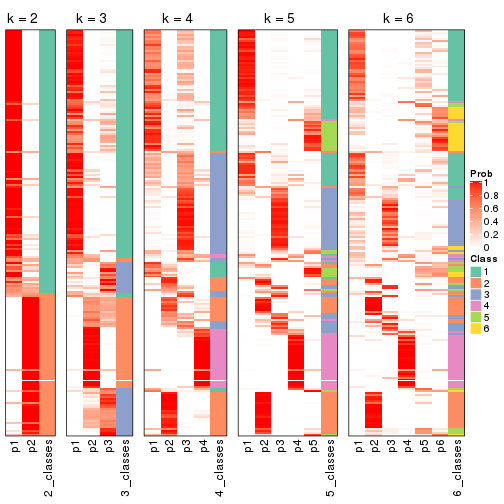 k = 2
k = 3
k = 4
k = 5
k = 6
Prob
1
0.8
0.6
0.4
0.2
0
Class
1
2
3
4
5
6
p1
p2
2_classes
p1
p2
p3
3_classes
p1
p2
p3
p4
4_classes
p1
p2
p3
p4
p5
5_classes
p1
p2
p3
p4
p5
p6
6_classes